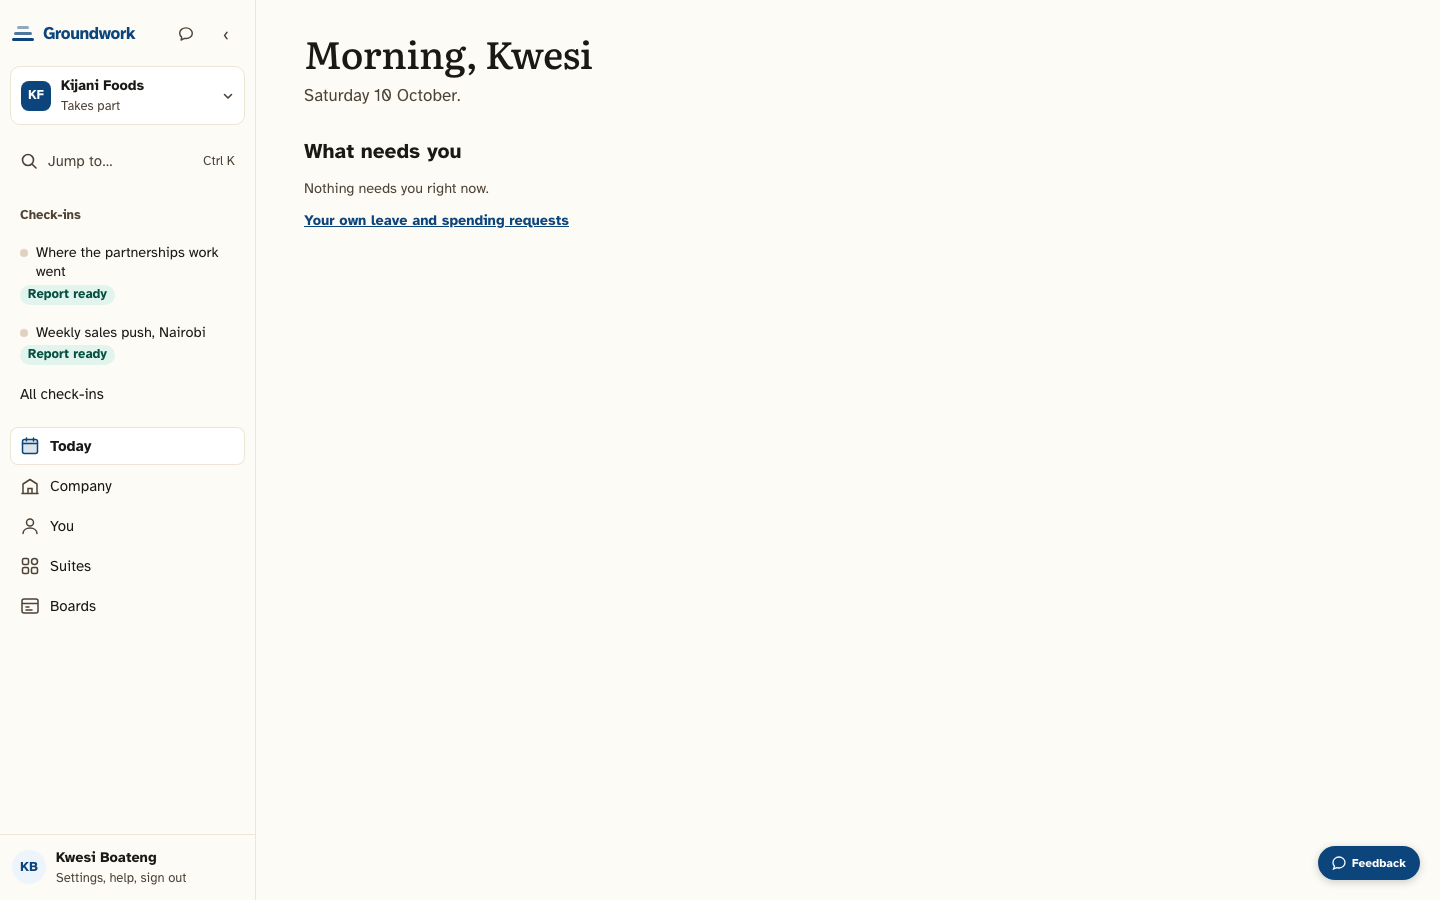 Groundwork
KF
Kijani Foods
Takes part
Jump to...
Ctrl K
Check-ins
Where the partnerships work
went
Report ready
Weekly sales push, Nairobi
Report ready
All check-ins
Today
Company
You
Suites
Boards
KB
Kwesi Boateng
Settings, help, sign out
Morning, Kwesi
Saturday 10 October.
What needs you
Nothing needs you right now.
Your own leave and spending requests
Feedback